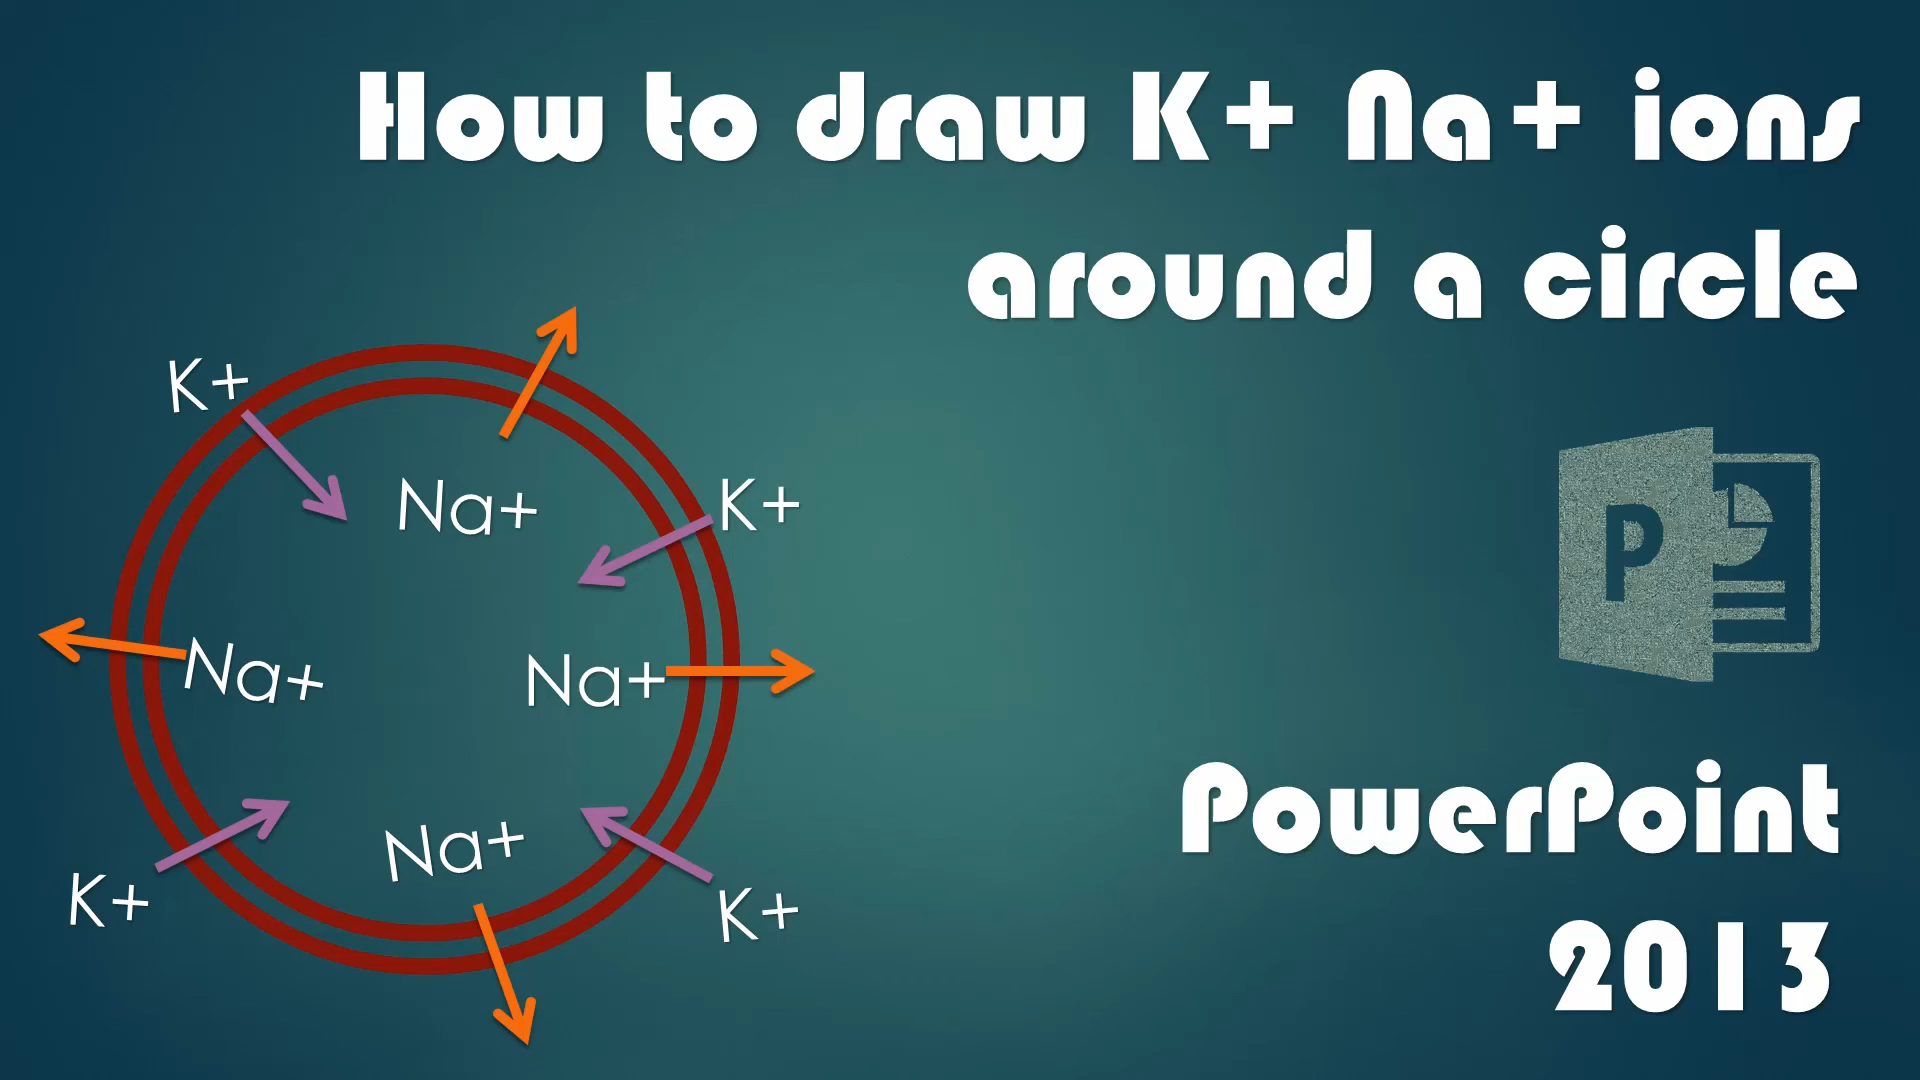 How to draw K+ Na+ ions
around a circle
K+
Na+
K+
Na+
Na+
Na+
K+
K+
P
PowerPoint
2013